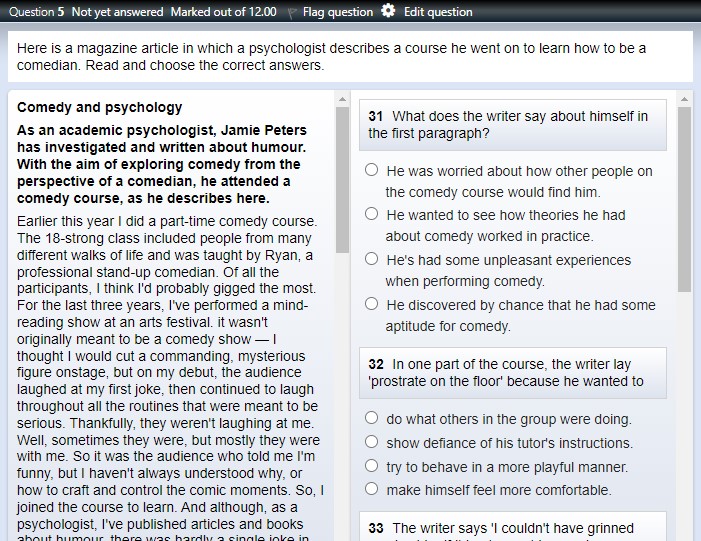 Question 5 Not yet answered Marked out of 12.00 Flag question Edit question
Here is a magazine article in which a psychologist describes a course he went on to learn how to be a
comedian. Read and choose the correct answers.
Comedy and psychology
As an academic psychologist, Jamie Peters
has investigated and written about humour.
With the aim of exploring comedy from the
perspective of a comedian, he attended a
comedy course, as he describes here.
Earlier this year I did a part-time comedy course.
The 18-strong class included people from many
different walks of life and was taught by Ryan, a
professional stand-up comedian. Of all the
participants, I think I'd probably gigged the most.
For the last three years, I've performed a mind-
reading show at an arts festival. it wasn't
originally meant to be a comedy show — I
thought I would cut a commanding, mysterious
figure onstage, but on my debut, the audience
laughed at my first joke, then continued to laugh
throughout all the routines that were meant to be
serious. Thankfully, they weren't laughing at me.
Well, sometimes they were, but mostly they were
with me. So it was the audience who told me I'm
funny, but I haven't always understood why, or
how to craft and control the comic moments. So, I
joined the course to learn. And although, as a
psychologist, I've published articles and books
about humour, there was hardly a single joke in
31 What does the writer say about himself in
the first paragraph?
He was worried about how other people on
the comedy course would find him.
He wanted to see how theories he had
about comedy worked in practice.
He's had some unpleasant experiences
when performing comedy.
He discovered by chance that he had some
aptitude for comedy.
32 In one part of the course, the writer lay
'prostrate on the floor' because he wanted to
do what others in the group were doing.
show defiance of his tutor's instructions.
try to behave in a more playful manner.
make himself feel more comfortable.
33 The writer says 'I couldn't have grinned